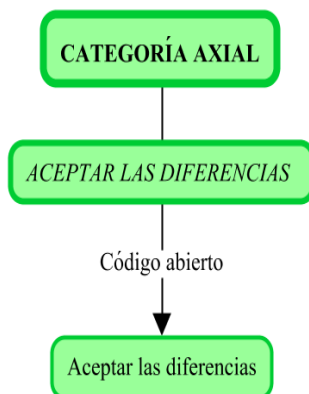 CATEGORÍA AXIAL
ACEPTAR LAS DIFERENCIAS
Código abierto
Aceptar las diferencias